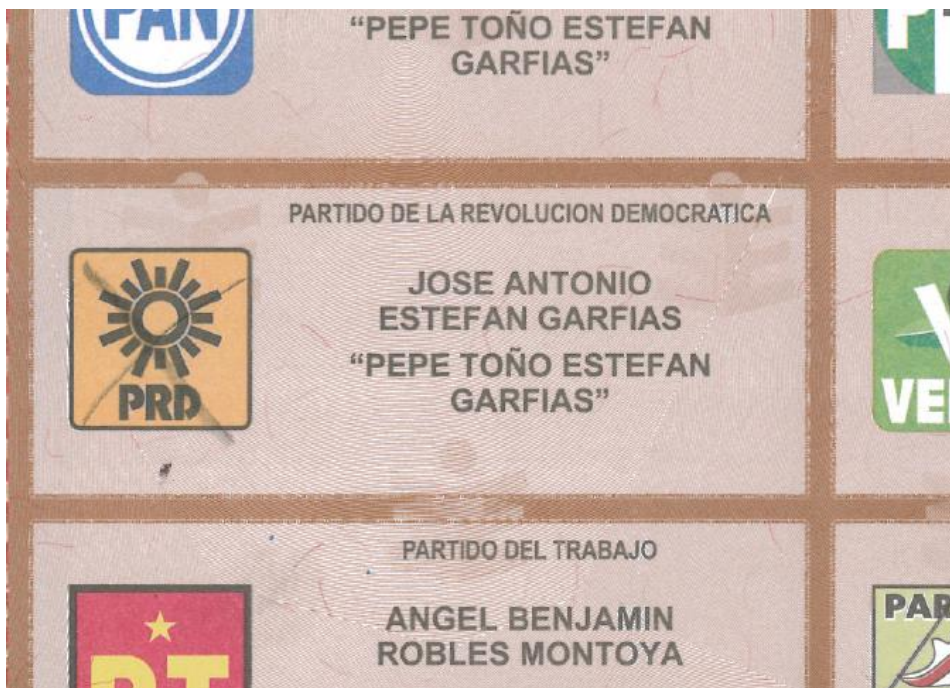 PAN
“PEPE TOÑO ESTEFAN
GARFIAS”
PARTIDO DE LA REVOLUCION DEMOCRATICA
PRD
JOSE ANTONIO
ESTEFAN GARFIAS
“PEPE TOÑO ESTEFAN
GARFIAS”
PARTIDO DEL TRABAJO
PT
ANGEL BENJAMIN
ROBLES MONTOYA